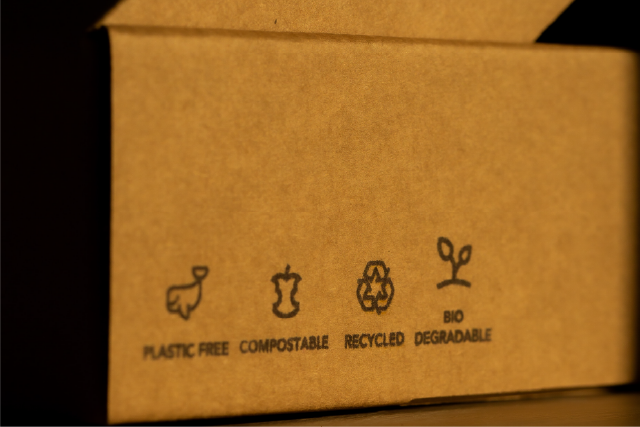 PLASTIC FREE
COMPOSTABLE
RECYCLED
BIO
DEGRADABLE